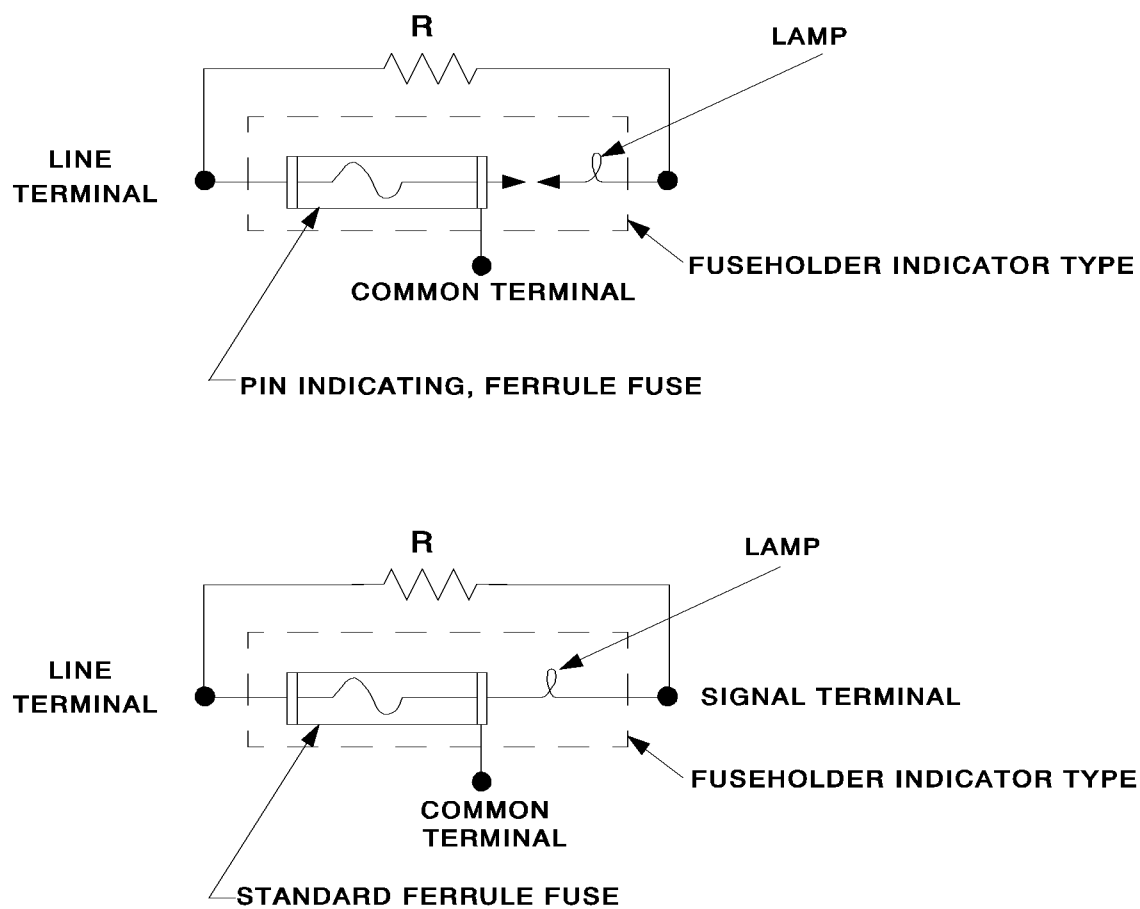 R
LAMP
LINE
TERMINAL
FUSEHOLDER INDICATOR TYPE
COMMON TERMINAL
PIN INDICATING, FERRULE FUSE
R
LAMP
LINE
TERMINAL
SIGNAL TERMINAL
FUSEHOLDER INDICATOR TYPE
COMMON
TERMINAL
STANDARD FERRULE FUSE